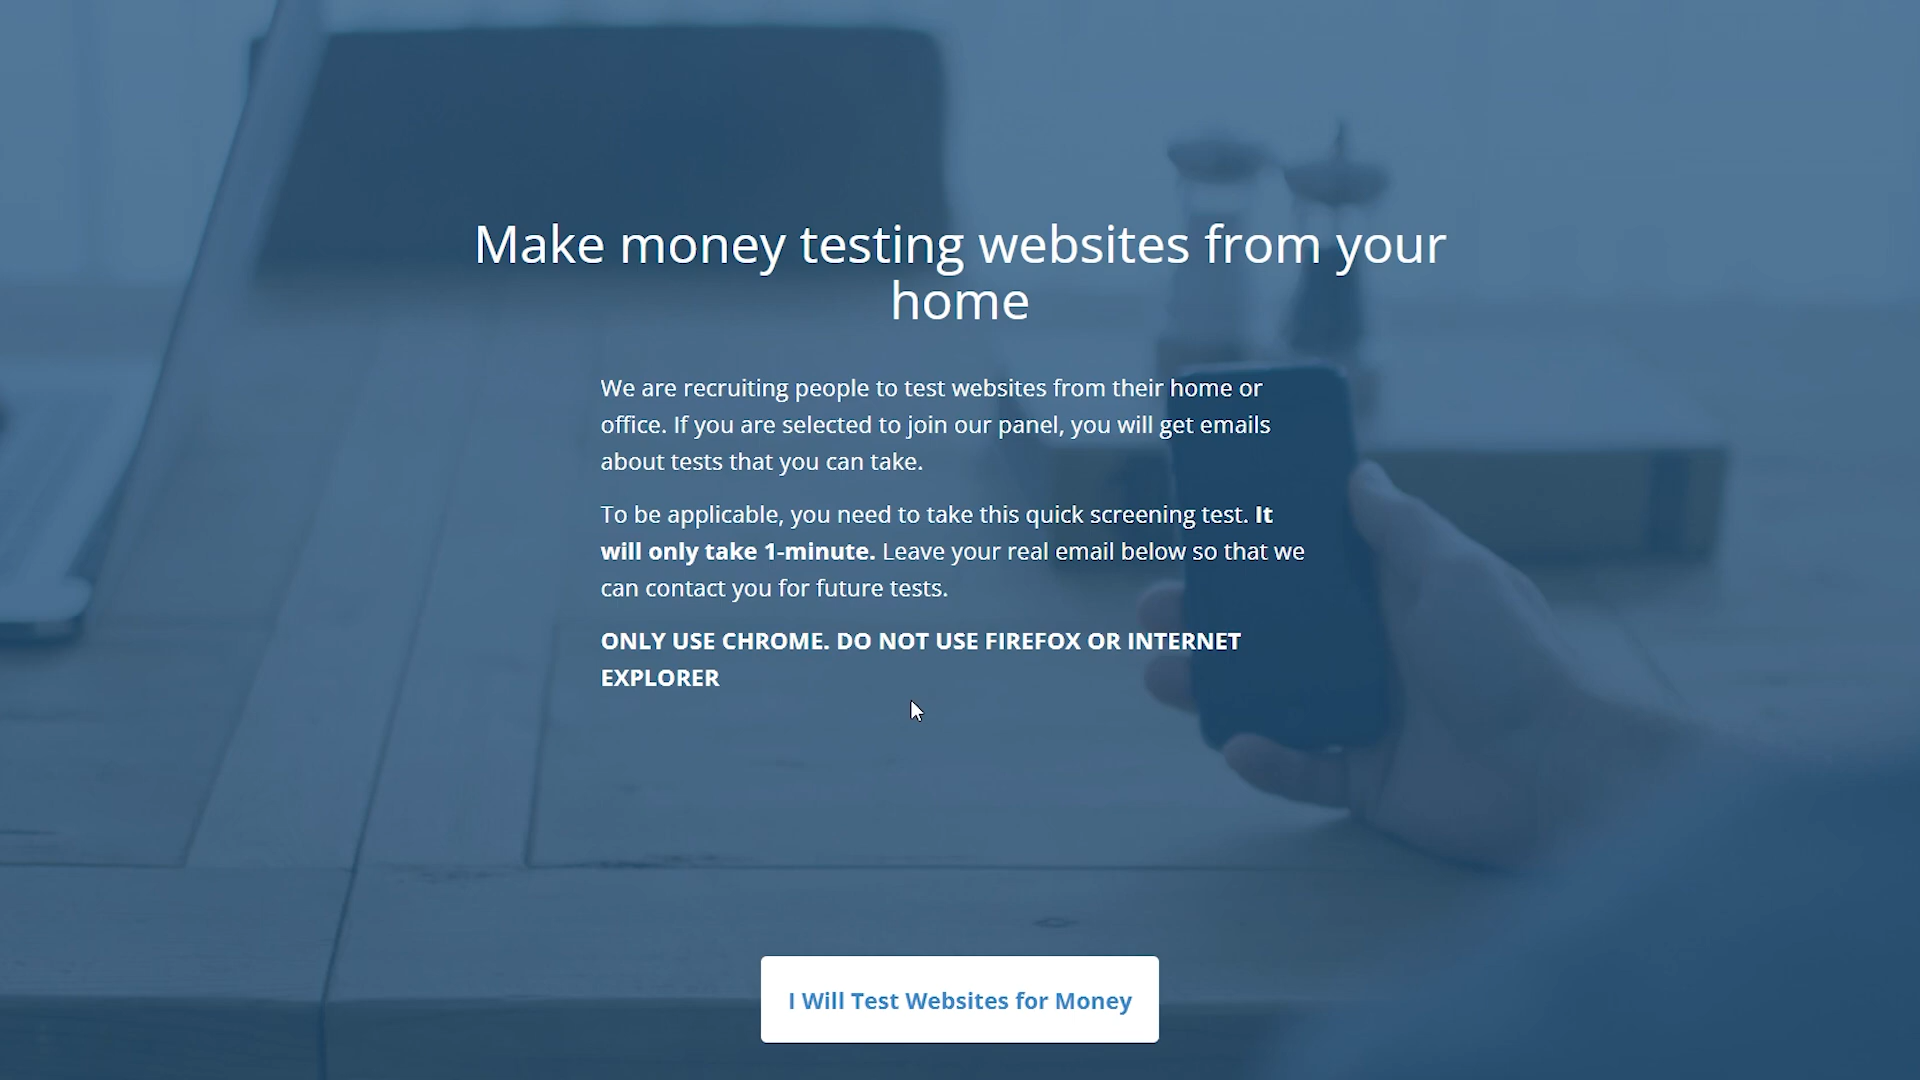 Make money testing websites from your
home
We are recruiting people to test websites from their home or
office. If you are selected to join our panel, you will get emails
about tests that you can take.
To be applicable, you need to take this quick screening test. It
will only take 1-minute. Leave your real email below so that we
can contact you for future tests.
ONLY USE CHROME. DO NOT USE FIREFOX OR INTERNET
EXPLORER
I Will Test Websites for Money